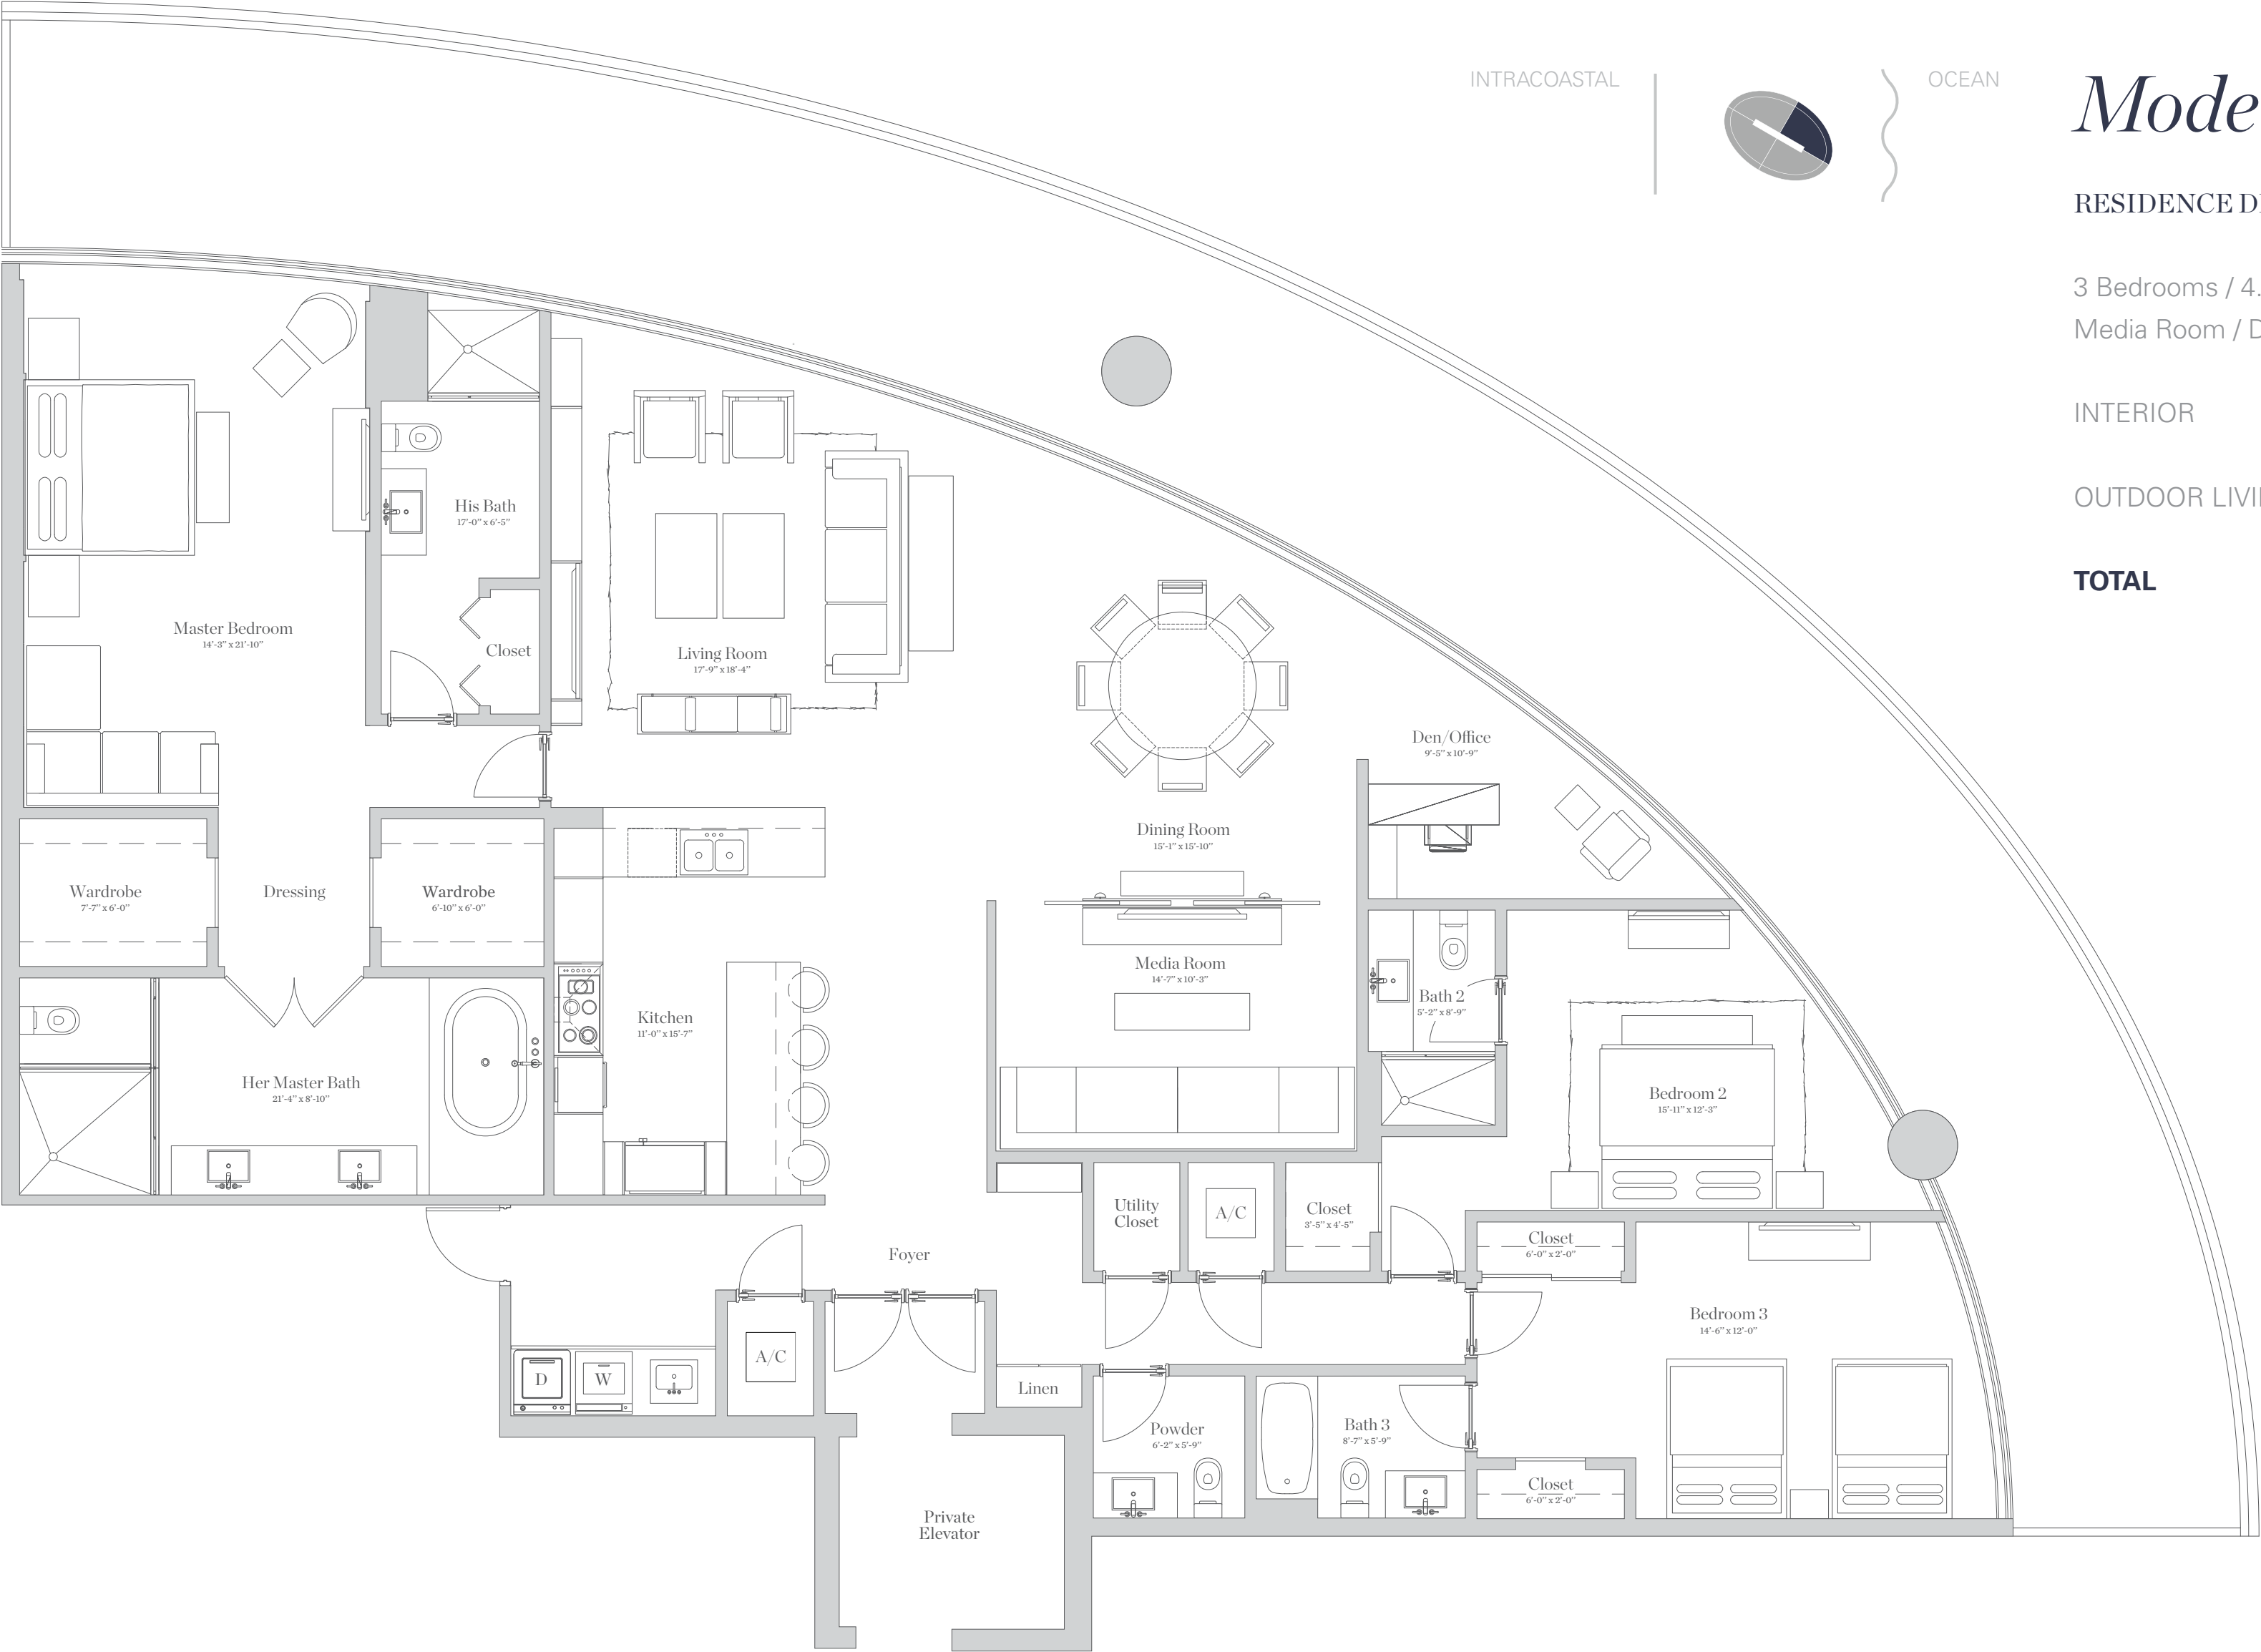 INTRACOASTAL
OCEAN
Mode
RESIDENCE D
3 Bedrooms / 4.
Media Room / D
INTERIOR
OUTDOOR LIVI
TOTAL
His Bath
17'-0" x 6'-5"
Master Bedroom
14'-3" x 21'-10"
Closet
Living Room
17'-9" x 18'-4"
Den/Office
9'-5" x 10'-9"
Dining Room
15'-1" x 15'-10"
Wardrobe
7'-7" x 6'-0"
Dressing
Wardrobe
6'-10" x 6'-0"
Media Room
14'-7" x 10'-3"
Bath 2
5'-2" x 8'-9"
Kitchen
11'-0" x 15'-7"
Her Master Bath
21'-4" x 8'-10"
Bedroom 2
15'-11" x 12'-3"
Utility
Closet
A/C
Closet
3'-5" x 4'-5"
Closet
6'-0" x 2'-0"
Foyer
Bedroom 3
14'-6" x 12'-0"
A/C
D
W
Linen
Powder
6'-2" x 5'-9"
Bath 3
8'-7" x 5'-9"
Closet
6'-0" x 2'-0"
Private
Elevator